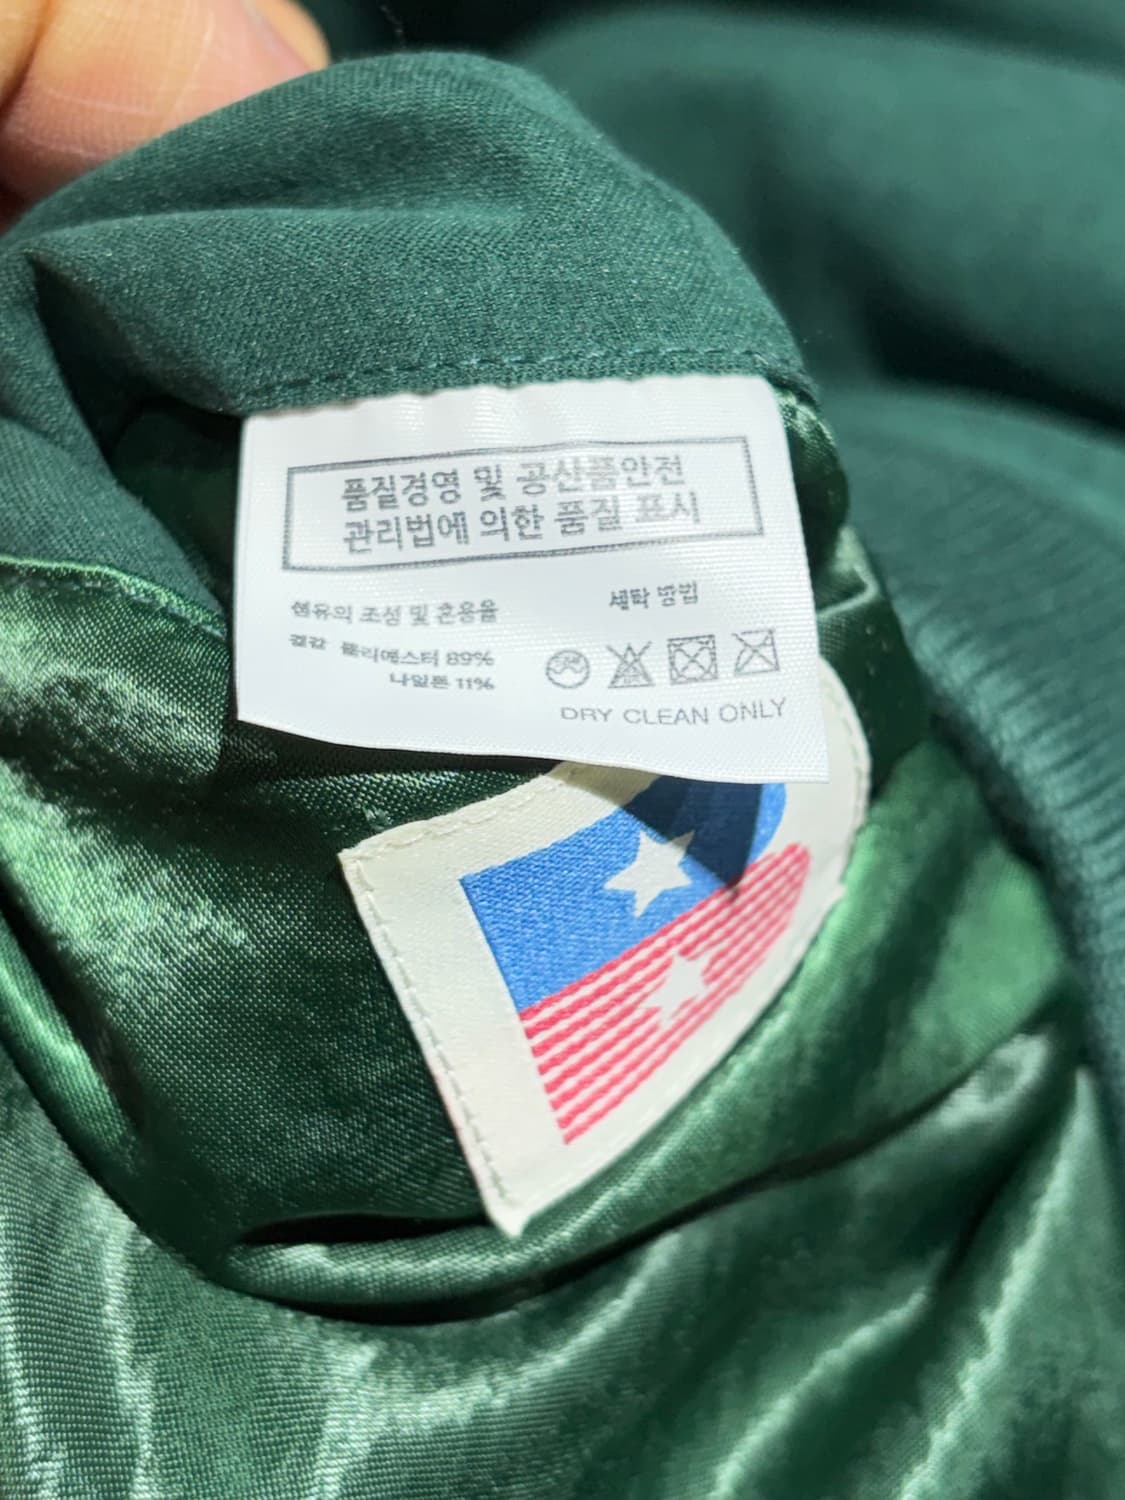 품질경영 및 공산품안전
관리법에 의한 품질 표시
섬유의 조성 및 혼용율
겉감 폴리에스터 89%
나일론 11%
세탁 방법
DRY CLEAN ONLY